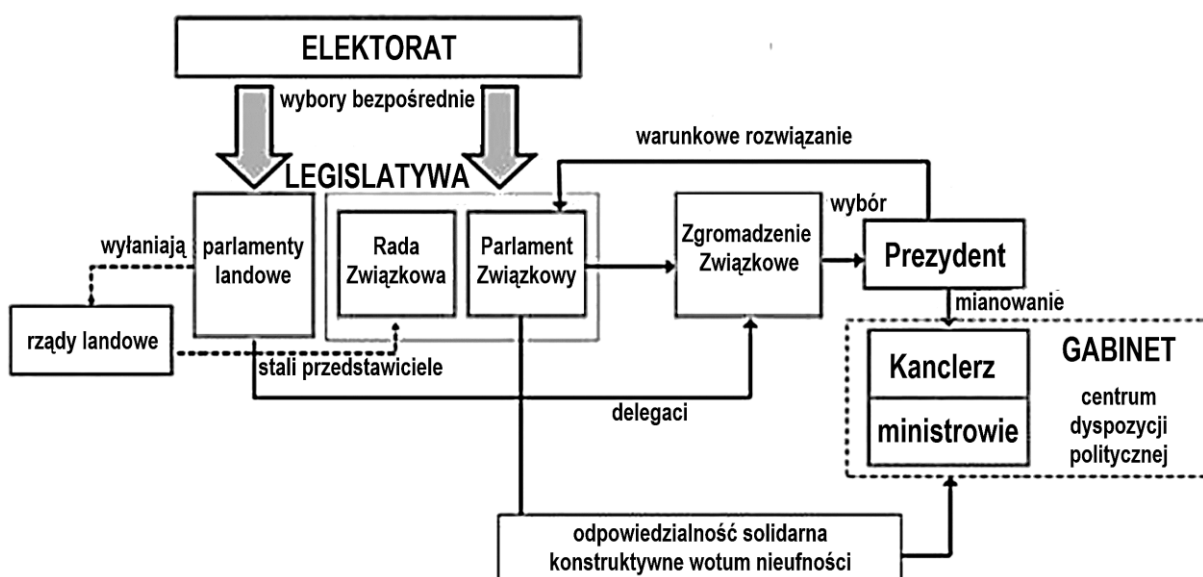 ELEKTORAT
wybory bezpośrednie
warunkowe rozwiązanie
LEGISLATYWA
wyłaniają
parlamenty
landowe
Rada
Związkowa
Parlament
Związkowy
Zgromadzenie
Związkowe
wybór
Prezydent
mianowanie
rządy landowe
stali przedstawiciele
delegaci
Kanclerz
ministrowie
GABINET
centrum
dyspozycji
politycznej
odpowiedzialność solidarna
konstruktywne wotum nieufności